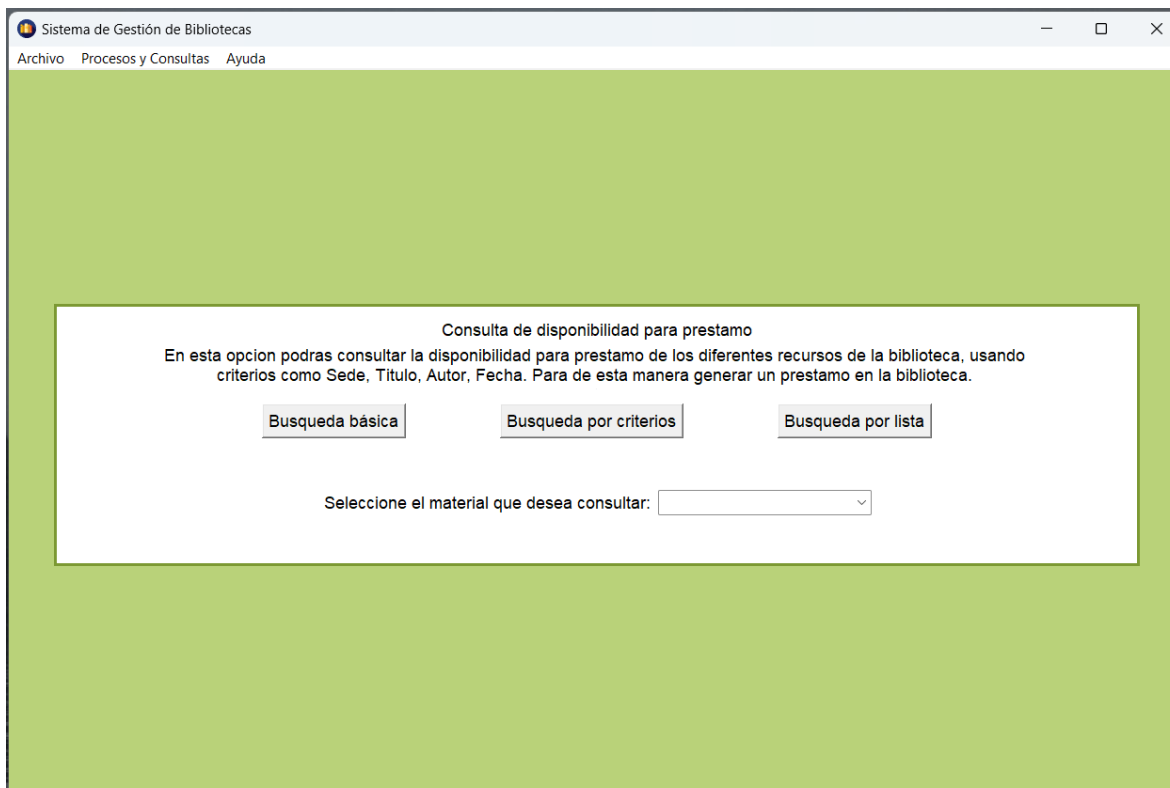 Sistema de Gestión de Bibliotecas
Archivo Procesos y Consultas Ayuda
Consulta de disponibilidad para prestamo
En esta opcion podras consultar la disponibilidad para prestamo de los diferentes recursos de la biblioteca, usando
criterios como Sede, Titulo, Autor, Fecha. Para de esta manera generar un prestamo en la biblioteca.
Busqueda básica Busqueda por criterios Busqueda por lista
Seleccione el material que desea consultar: